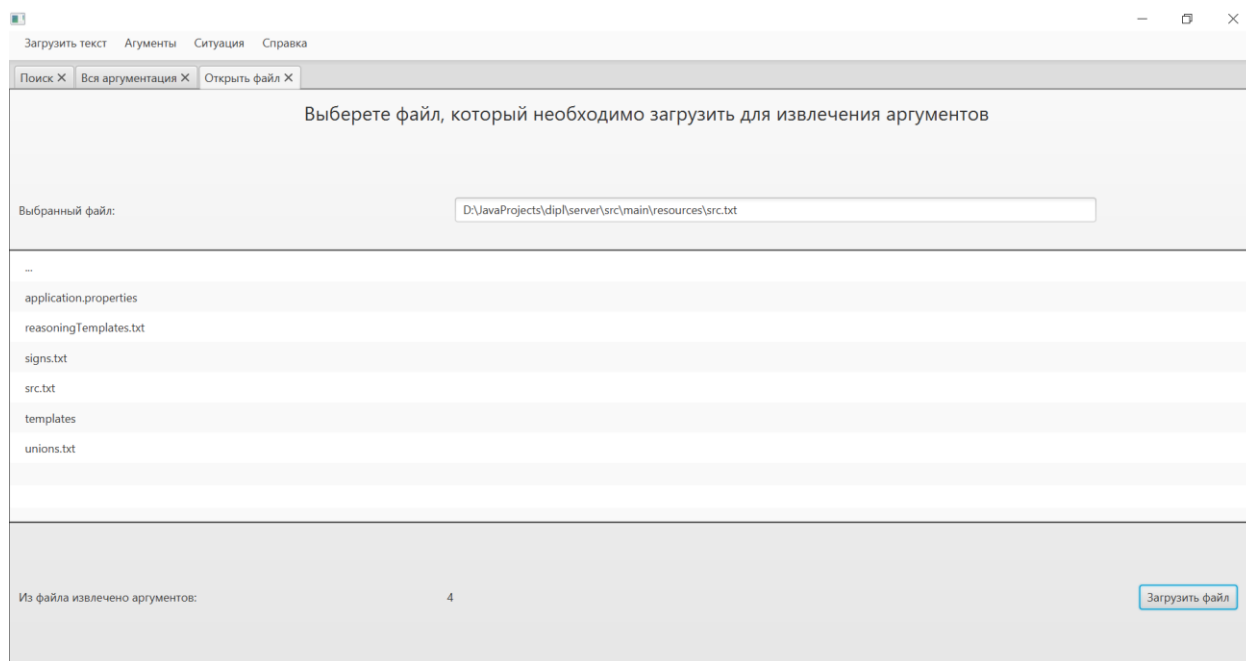 Загрузить текст Агументы Ситуация Справка
Поиск Вся аргументация Открыть файл
Выберете файл, который необходимо загрузить для извлечения аргументов
Выбранный файл: D:\JavaProjects\dipl\server\src\main\resources\src.txt
...
application.properties
reasoningTemplates.txt
signs.txt
src.txt
templates
unions.txt
Из файла извлечено аргументов: 4 Загрузить файл